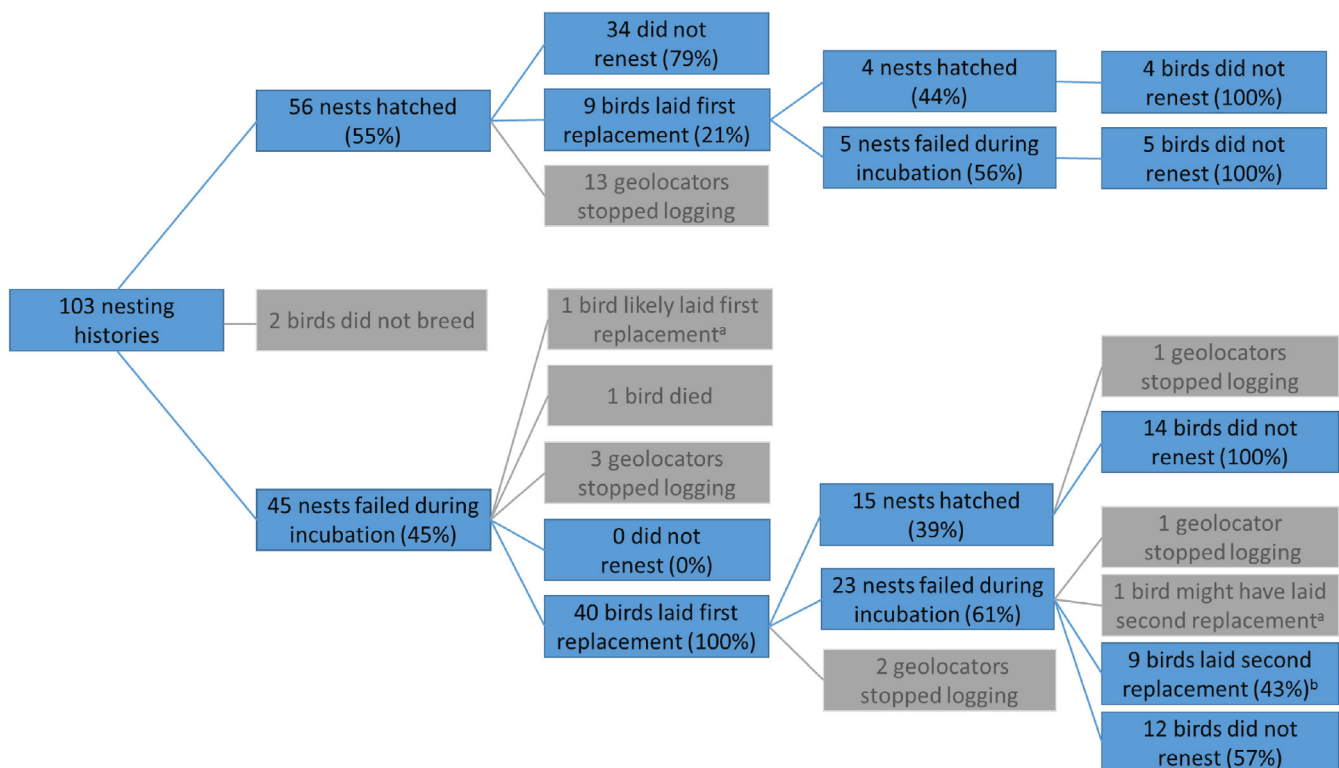 103 nesting
histories
56 nests hatched
(55%)
2 birds did not breed
45 nests failed during
incubation (45%)
34 did not
renest (79%)
9 birds laid first
replacement (21%)
13 geolocators
stopped logging
1 bird likely laid first
replacementᵃ
1 bird died
3 geolocators
stopped logging
0 did not
renest (0%)
40 birds laid first
replacement (100%)
4 nests hatched
(44%)
5 nests failed during
incubation (56%)
15 nests hatched
(39%)
23 nests failed during
incubation (61%)
2 geolocators
stopped logging
4 birds did not
renest (100%)
5 birds did not
renest (100%)
1 geolocators
stopped logging
14 birds did not
renest (100%)
1 geolocator
stopped logging
1 bird might have laid
second replacementᵃ
9 birds laid second
replacement (43%)ᵇ
12 birds did not
renest (57%)